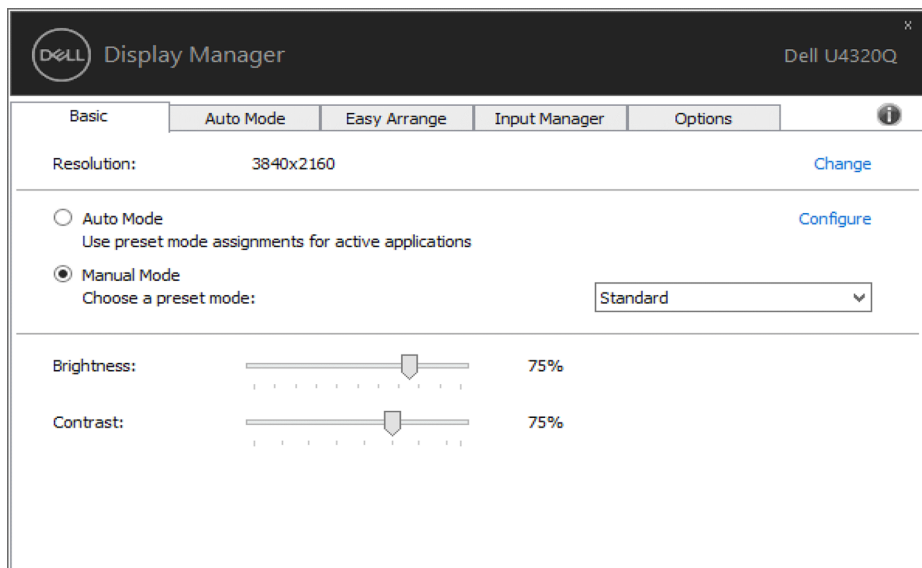 x
DELL Display Manager Dell U4320Q
Basic Auto Mode Easy Arrange Input Manager Options i
Resolution: 3840x2160 Change
Auto Mode Configure
Use preset mode assignments for active applications
Manual Mode
Choose a preset mode: Standard
Brightness: 75%
Contrast: 75%